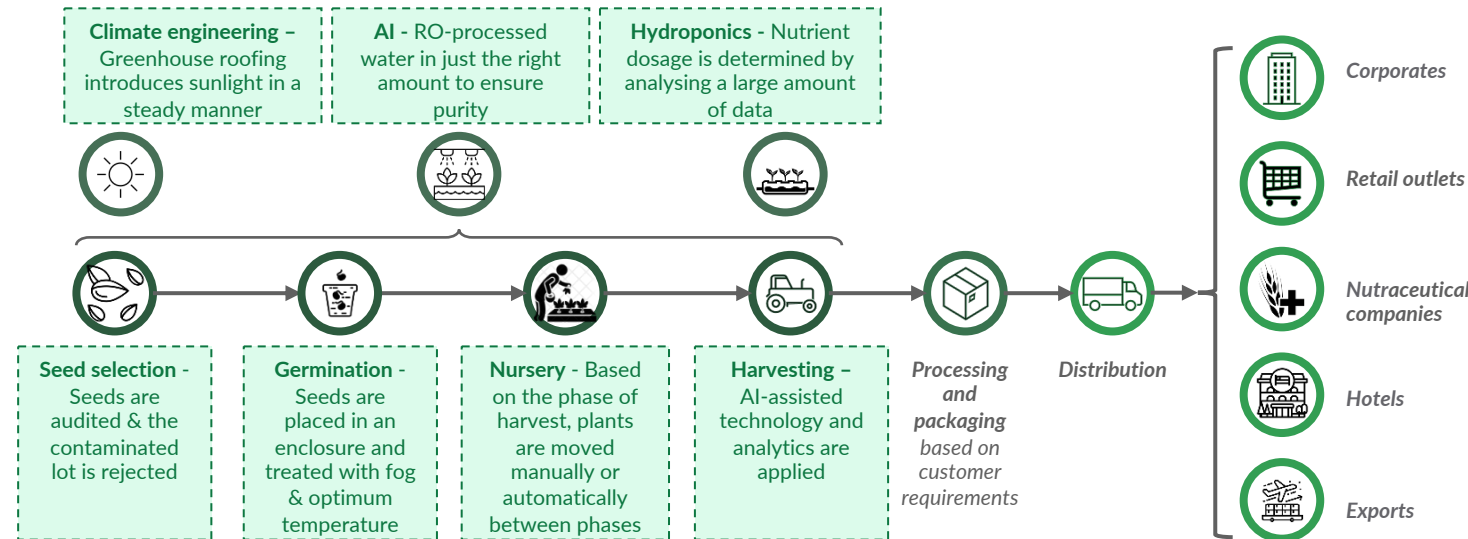 Climate engineering –
Greenhouse roofing
introduces sunlight in a
steady manner
AI - RO-processed
water in just the right
amount to ensure
purity
Hydroponics - Nutrient
dosage is determined by
analysing a large amount
of data
Seed selection -
Seeds are
audited & the
contaminated
lot is rejected
Germination -
Seeds are
placed in an
enclosure and
treated with fog
& optimum
temperature
Nursery - Based
on the phase of
harvest, plants
are moved
manually or
automatically
between phases
Harvesting –
AI-assisted
technology and
analytics are
applied
Processing
and
packaging
based on
customer
requirements
Distribution
Corporates
Retail outlets
Nutraceutical
companies
Hotels
Exports